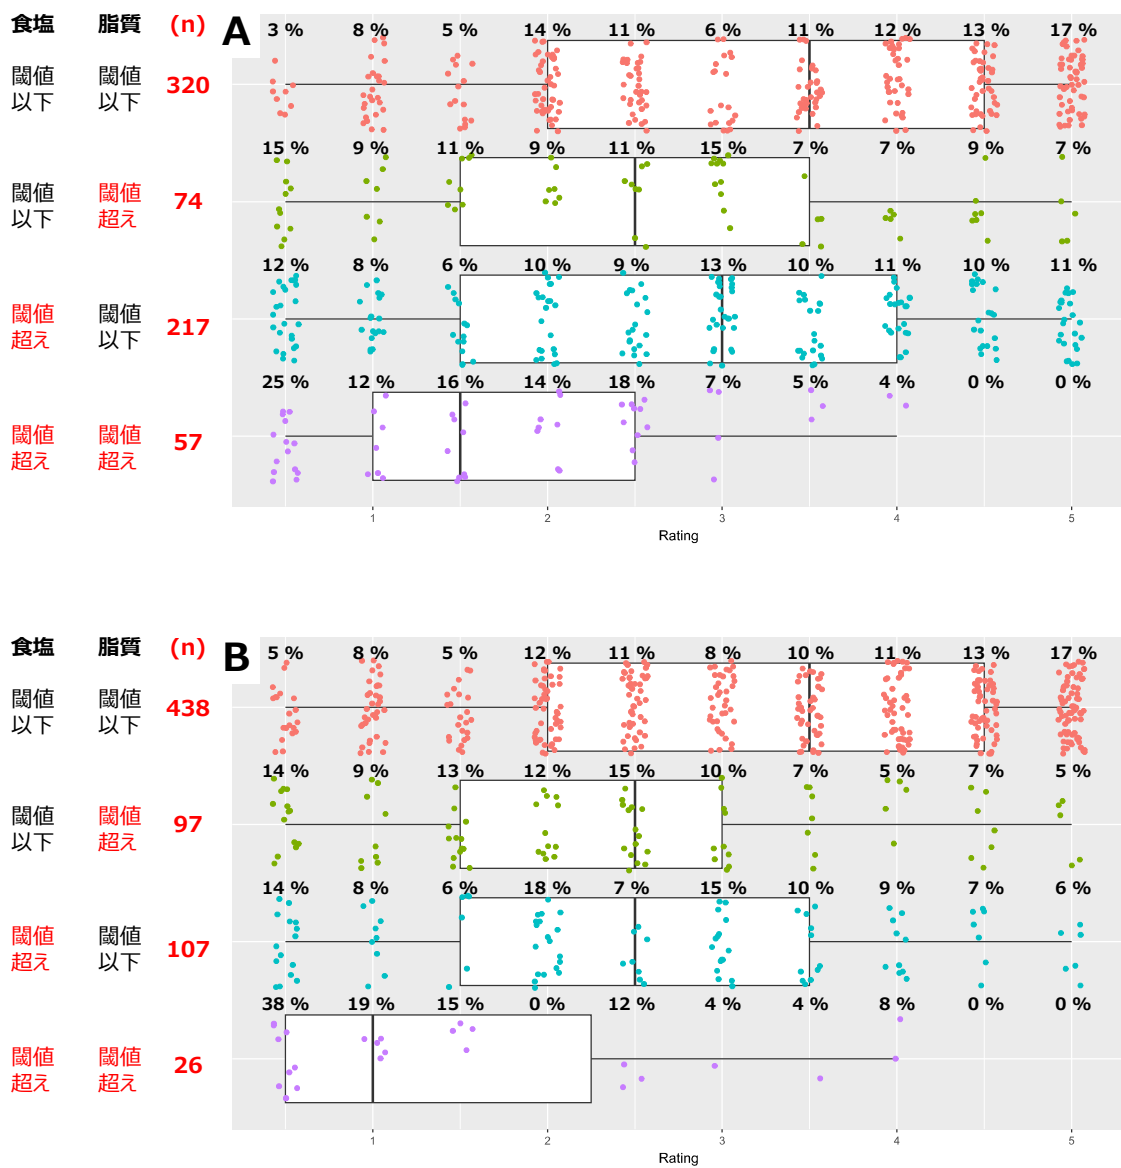 食塩 脂質 (n) A 3 % 8 % 5 % 14 % 11 % 6 % 11 % 12 % 13 % 17 %
閾値 閾値
以下 以下 320
15 % 9 % 11 % 9 % 11 % 15 % 7 % 7 % 9 % 7 %
閾値 閾値
以下 超え 74
12 % 8 % 6 % 10 % 9 % 13 % 10 % 11 % 10 % 11 %
閾値 閾値
超え 以下 217
25 % 12 % 16 % 14 % 18 % 7 % 5 % 4 % 0 % 0 %
閾値 閾値
超え 超え 57
1 2 3 4 5
Rating
食塩 脂質 (n) B 5 % 8 % 5 % 12 % 11 % 8 % 10 % 11 % 13 % 17 %
閾値 閾値
以下 以下 438
14 % 9 % 13 % 12 % 15 % 10 % 7 % 5 % 7 % 5 %
閾値 閾値
以下 超え 97
14 % 8 % 6 % 18 % 7 % 15 % 10 % 9 % 7 % 6 %
閾値 閾値
超え 以下 107
38 % 19 % 15 % 0 % 12 % 4 % 4 % 8 % 0 % 0 %
閾値 閾値
超え 超え 26
1 2 3 4 5
Rating